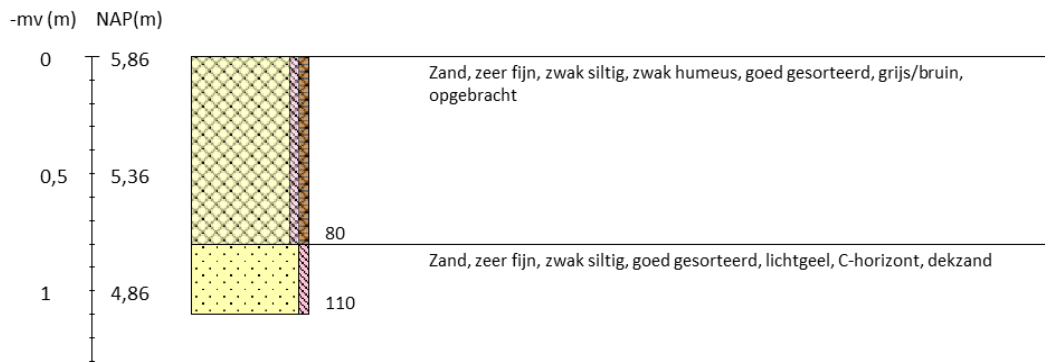 -mv (m) NAP(m)
0 5,86
Zand, zeer fijn, zwak siltig, zwak humeus, goed gesorteerd, grijs/bruin,
opgebracht
0,5 5,36
80
Zand, zeer fijn, zwak siltig, goed gesorteerd, lichtgeel, C-horizont, dekzand
1 4,86
110